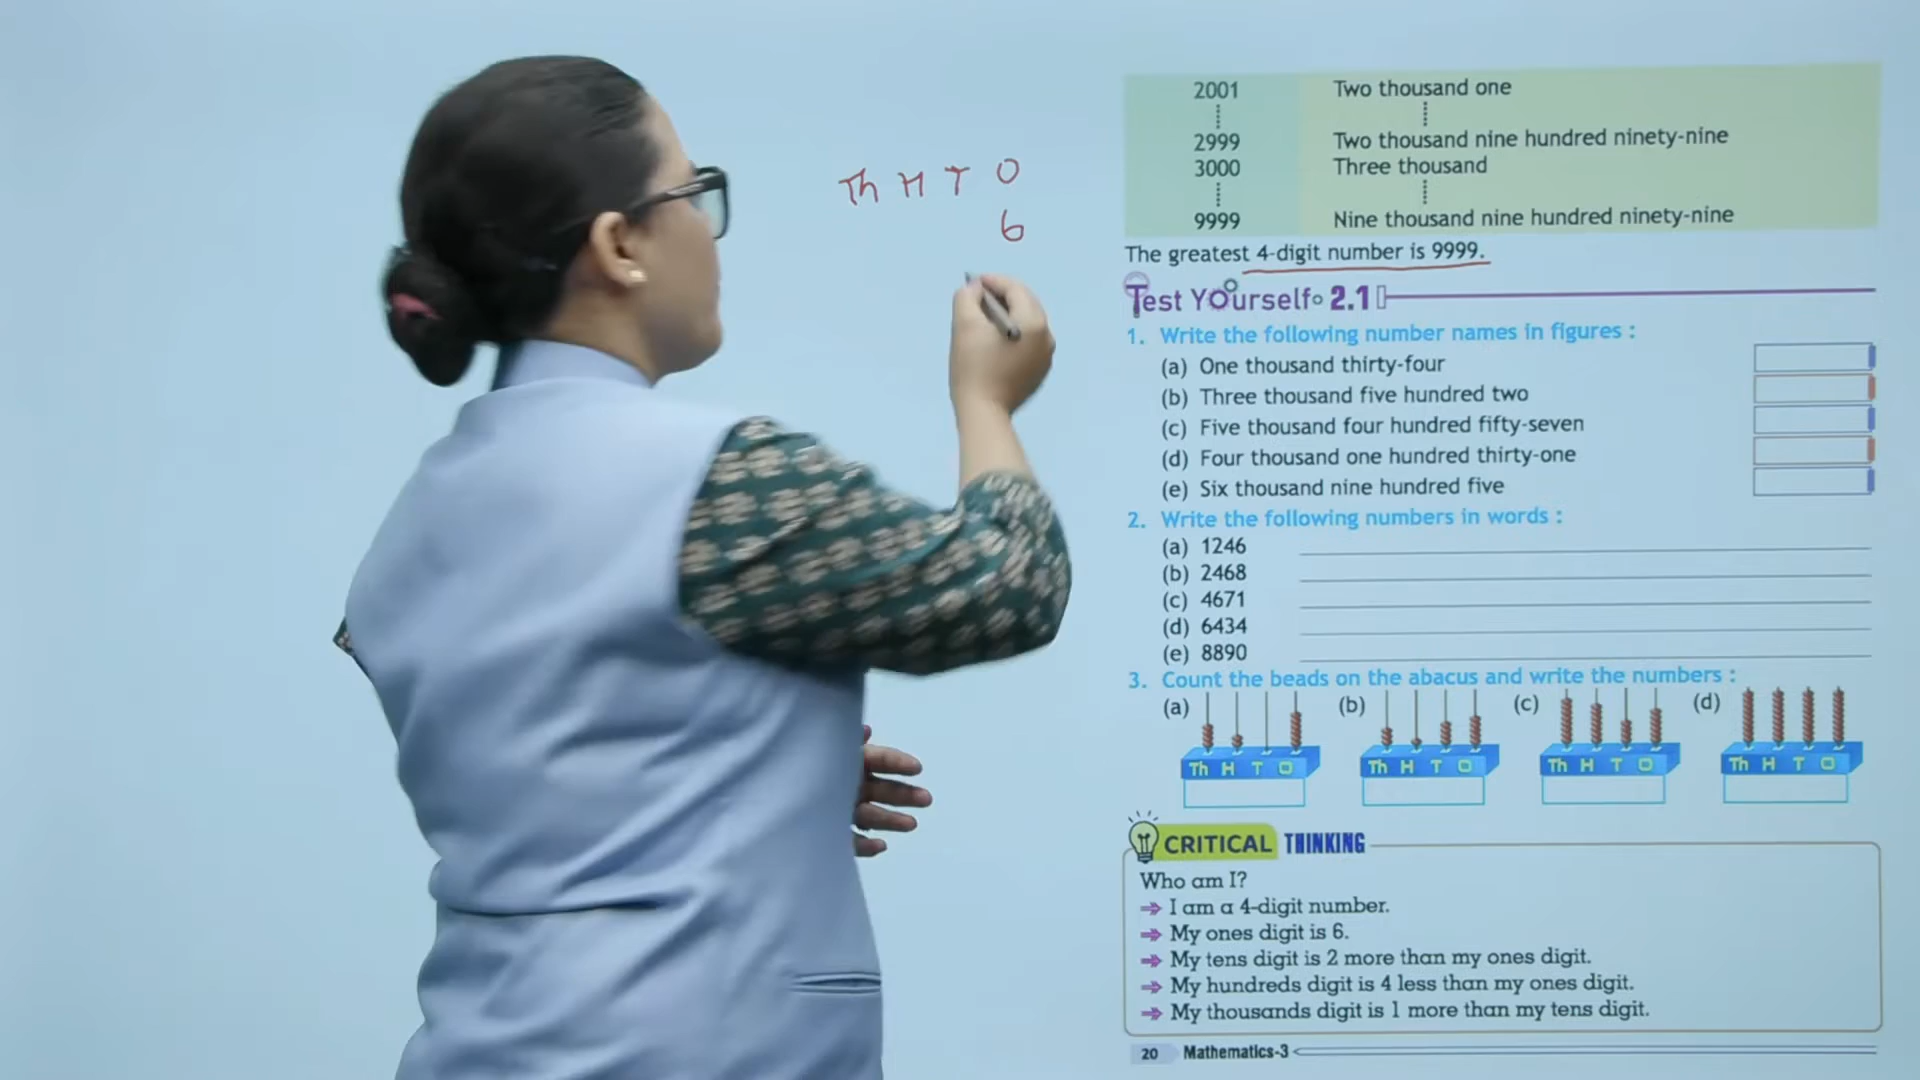 Th H T O
6
2001 Two thousand one
2999 Two thousand nine hundred ninety-nine
3000 Three thousand
9999 Nine thousand nine hundred ninety-nine
The greatest 4-digit number is 9999.
Test Yourself 2.1
1. Write the following number names in figures :
(a) One thousand thirty-four
(b) Three thousand five hundred two
(c) Five thousand four hundred fifty-seven
(d) Four thousand one hundred thirty-one
(e) Six thousand nine hundred five
2. Write the following numbers in words :
(a) 1246
(b) 2468
(c) 4671
(d) 6434
(e) 8890
3. Count the beads on the abacus and write the numbers :
(a) (b) (c) (d)
Th H T O Th H T O Th H T O Th H T O
CRITICAL THINKING
Who am I?
I am a 4-digit number.
My ones digit is 6.
My tens digit is 2 more than my ones digit.
My hundreds digit is 4 less than my ones digit.
My thousands digit is 1 more than my tens digit.
20 Mathematics-3